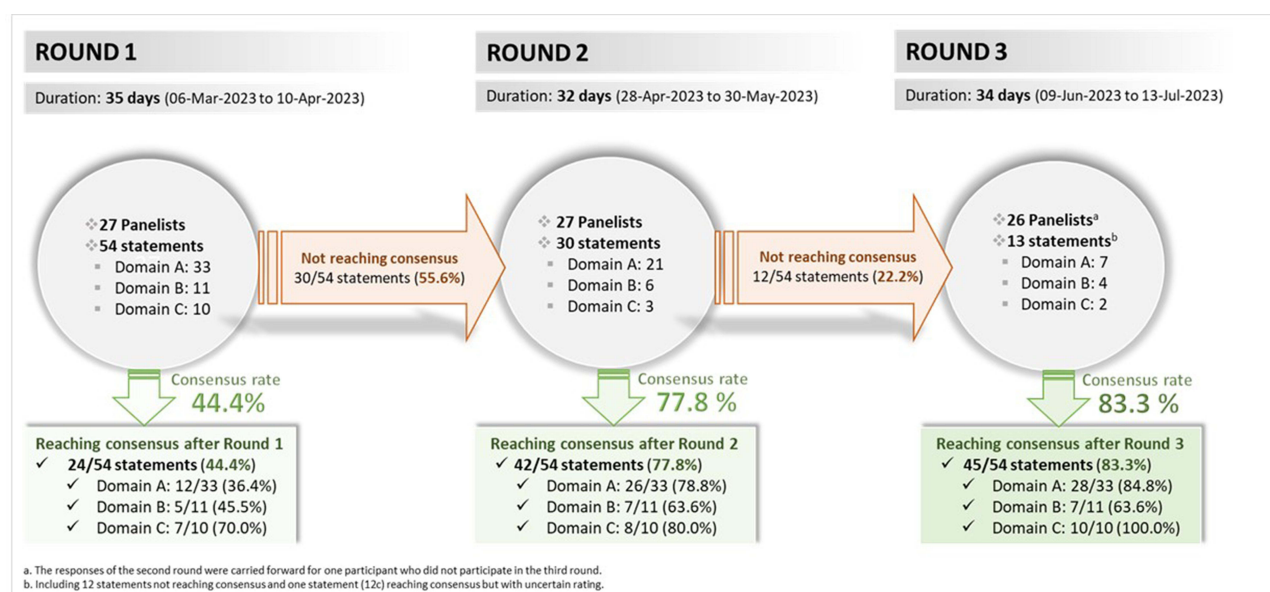 ROUND 1
Duration: 35 days (06-Mar-2023 to 10-Apr-2023)
27 Panelists
54 statements
Domain A: 33
Domain B: 11
Domain C: 10
Not reaching consensus
30/54 statements (55.6%)
Consensus rate
44.4%
Reaching consensus after Round 1
✓ 24/54 statements (44.4%)
✓ Domain A: 12/33 (36.4%)
✓ Domain B: 5/11 (45.5%)
✓ Domain C: 7/10 (70.0%)
ROUND 2
Duration: 32 days (28-Apr-2023 to 30-May-2023)
27 Panelists
30 statements
Domain A: 21
Domain B: 6
Domain C: 3
Not reaching consensus
12/54 statements (22.2%)
Consensus rate
77.8 %
Reaching consensus after Round 2
✓ 42/54 statements (77.8%)
✓ Domain A: 26/33 (78.8%)
✓ Domain B: 7/11 (63.6%)
✓ Domain C: 8/10 (80.0%)
ROUND 3
Duration: 34 days (09-Jun-2023 to 13-Jul-2023)
26 Panelistsᵃ
13 statementsᵇ
Domain A: 7
Domain B: 4
Domain C: 2
Consensus rate
83.3 %
Reaching consensus after Round 3
✓ 45/54 statements (83.3%)
✓ Domain A: 28/33 (84.8%)
✓ Domain B: 7/11 (63.6%)
✓ Domain C: 10/10 (100.0%)
a. The responses of the second round were carried forward for one participant who did not participate in the third round.
b. Including 12 statements not reaching consensus and one statement (12c) reaching consensus but with uncertain rating.